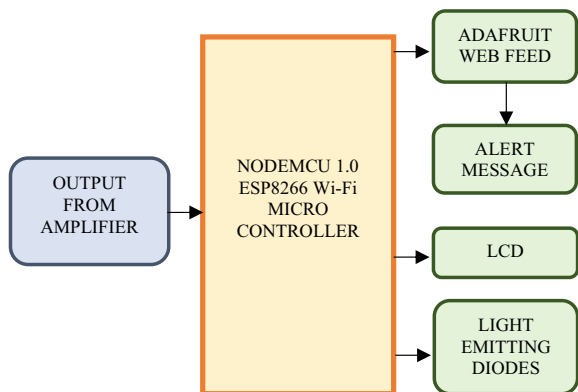 OUTPUT
FROM
AMPLIFIER
NODEMCU 1.0
ESP8266 Wi-Fi
MICRO
CONTROLLER
ADAFRUIT
WEB FEED
ALERT
MESSAGE
LCD
LIGHT
EMITTING
DIODES